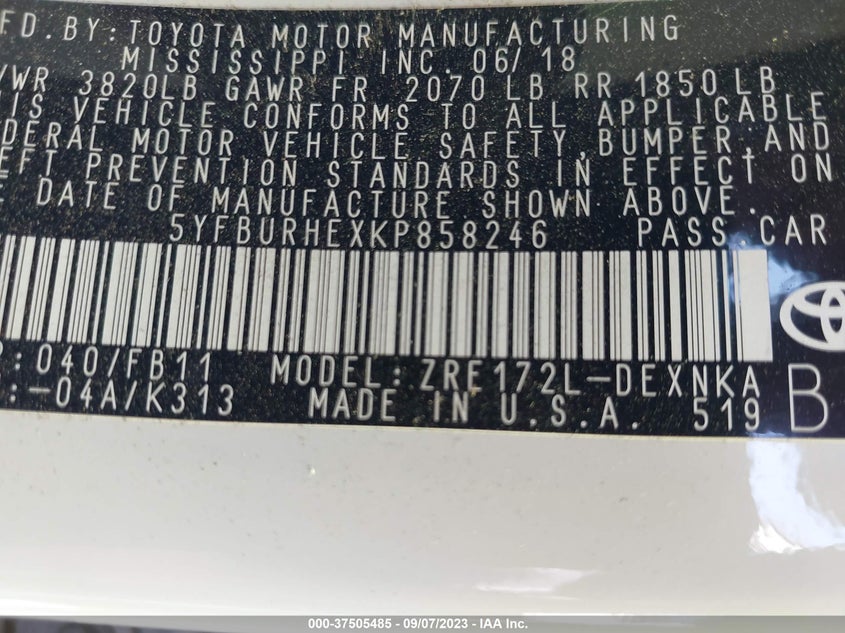 FD.BY: TOYOTA MOTOR MANUFACTURING
MISSISSIPPI INC. 06/18
WR 3820LB GAWR FR 2070 LB RR 1850 LB
IS VEHICLE CONFORMS TO ALL APPLICABLE
DERAL MOTOR VEHICLE SAFETY, BUMPER, AND
EFT PREVENTION STANDARDS IN EFFECT ON
E DATE OF MANUFACTURE SHOWN ABOVE.
5YFBURHEXKP858246 PASS.CAR
:040/FB11 MODEL:ZRE172L-DEXNKA
:-04A/K313 MADE IN U.S.A. 519 B
000-37505485 - 09/07/2023 - IAA Inc.